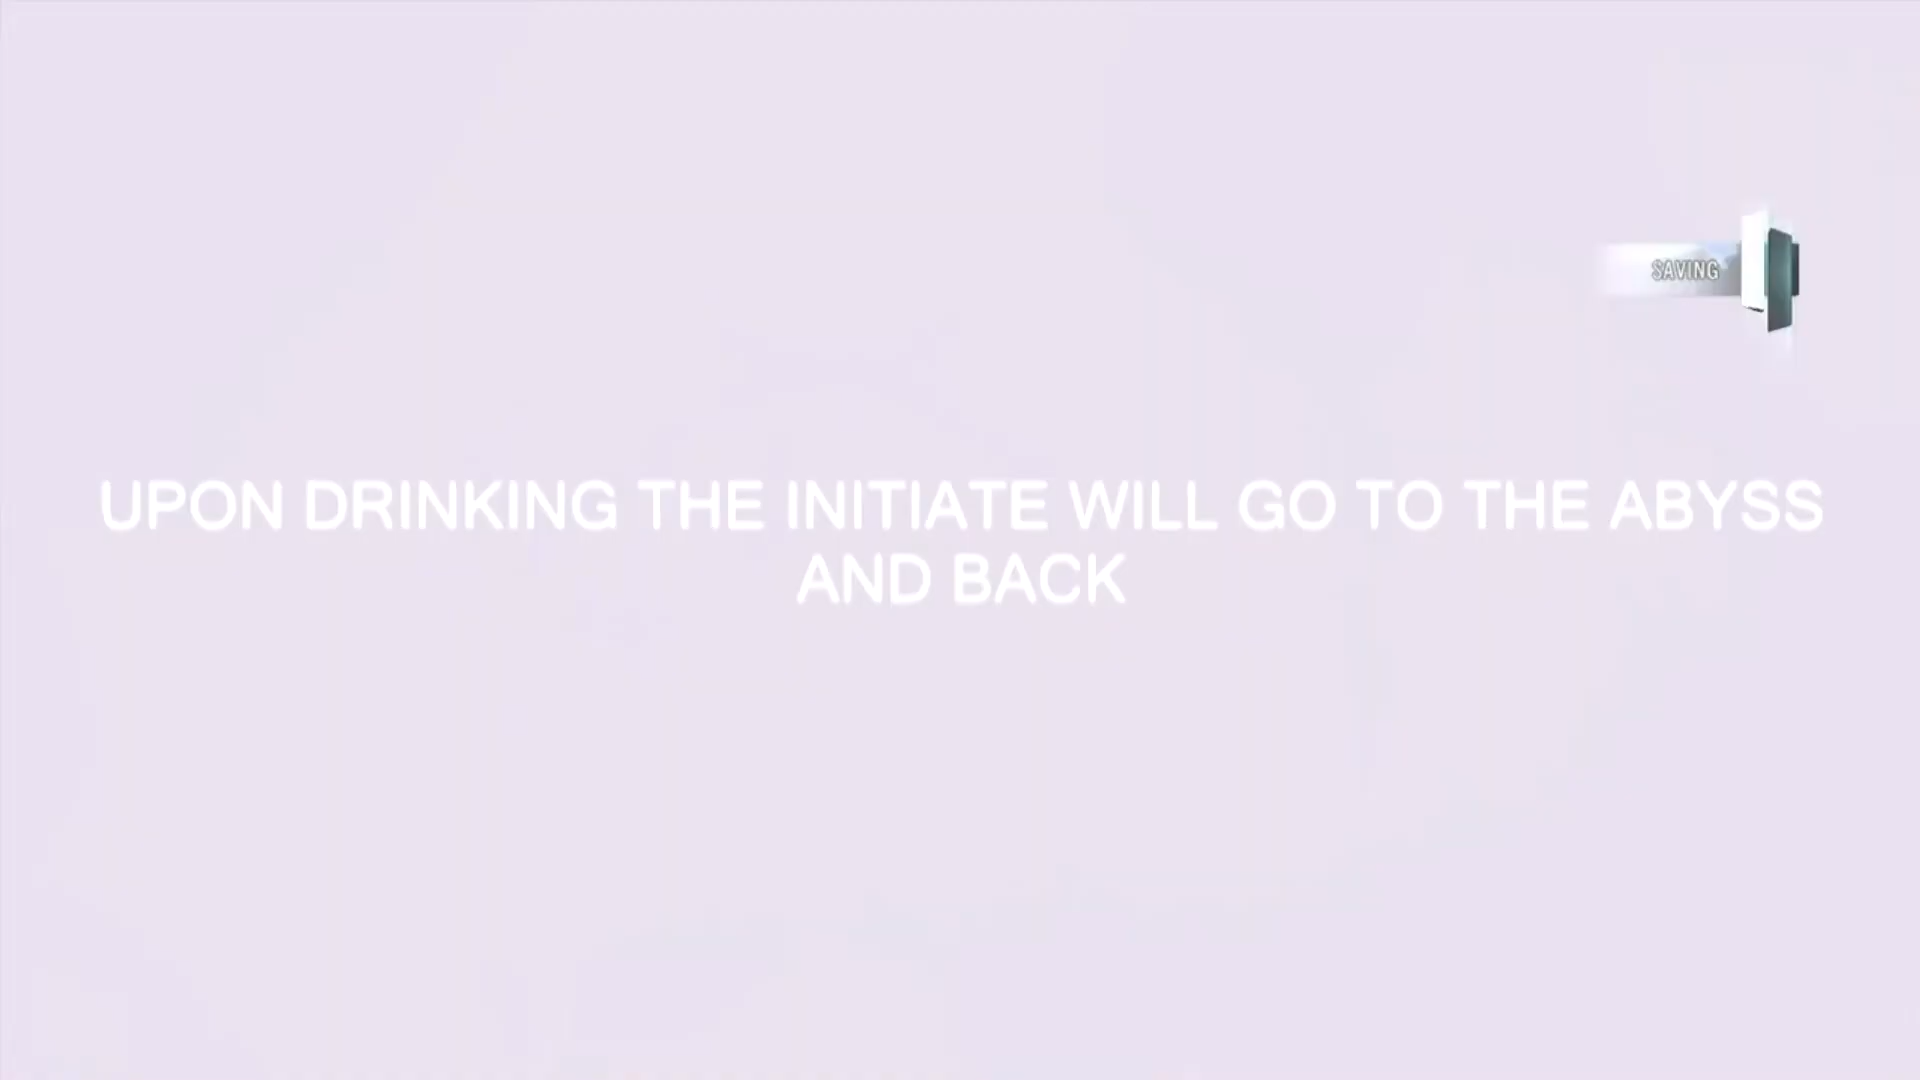 SAVING
UPON DRINKING THE INITIATE WILL GO TO THE ABYSS
AND BACK